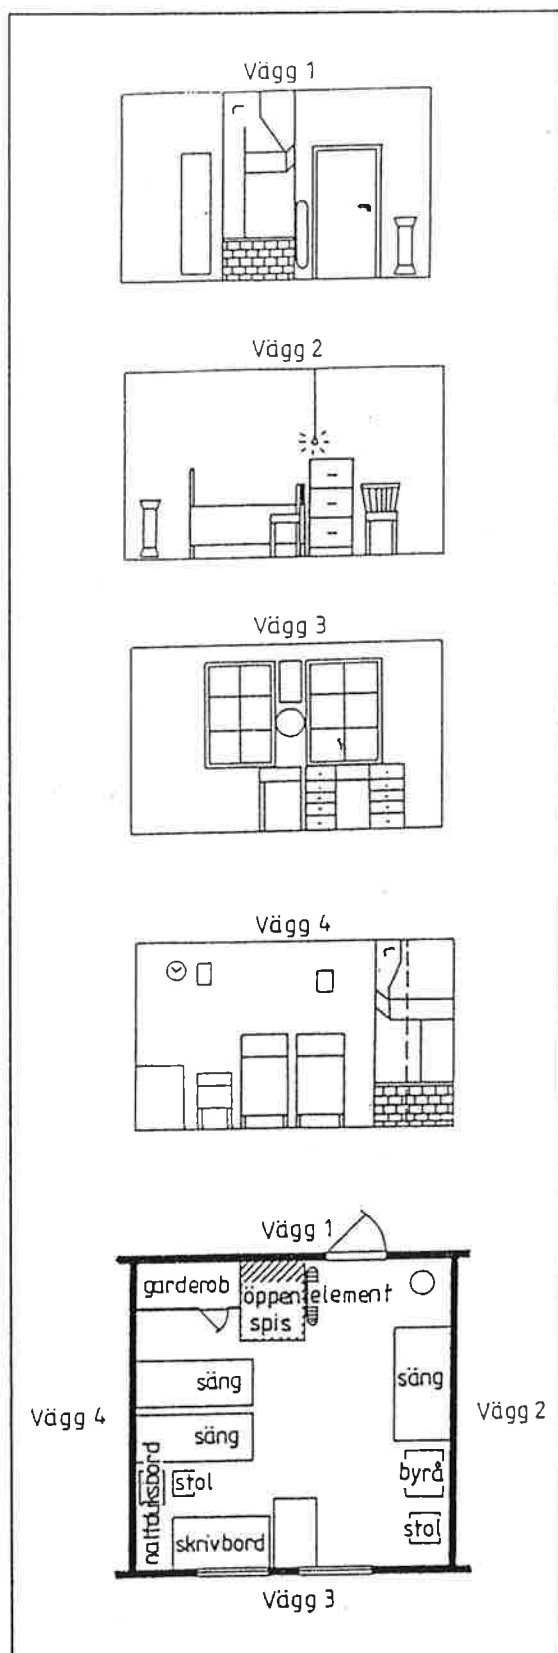 Vägg 1
Vägg 2
Vägg 3
Vägg 4
Vägg 1
garderob
öppen
spis
element
säng
säng
Vägg 4
Vägg 2
säng
nattduksbord
stol
byrå
stol
skrivbord
Vägg 3